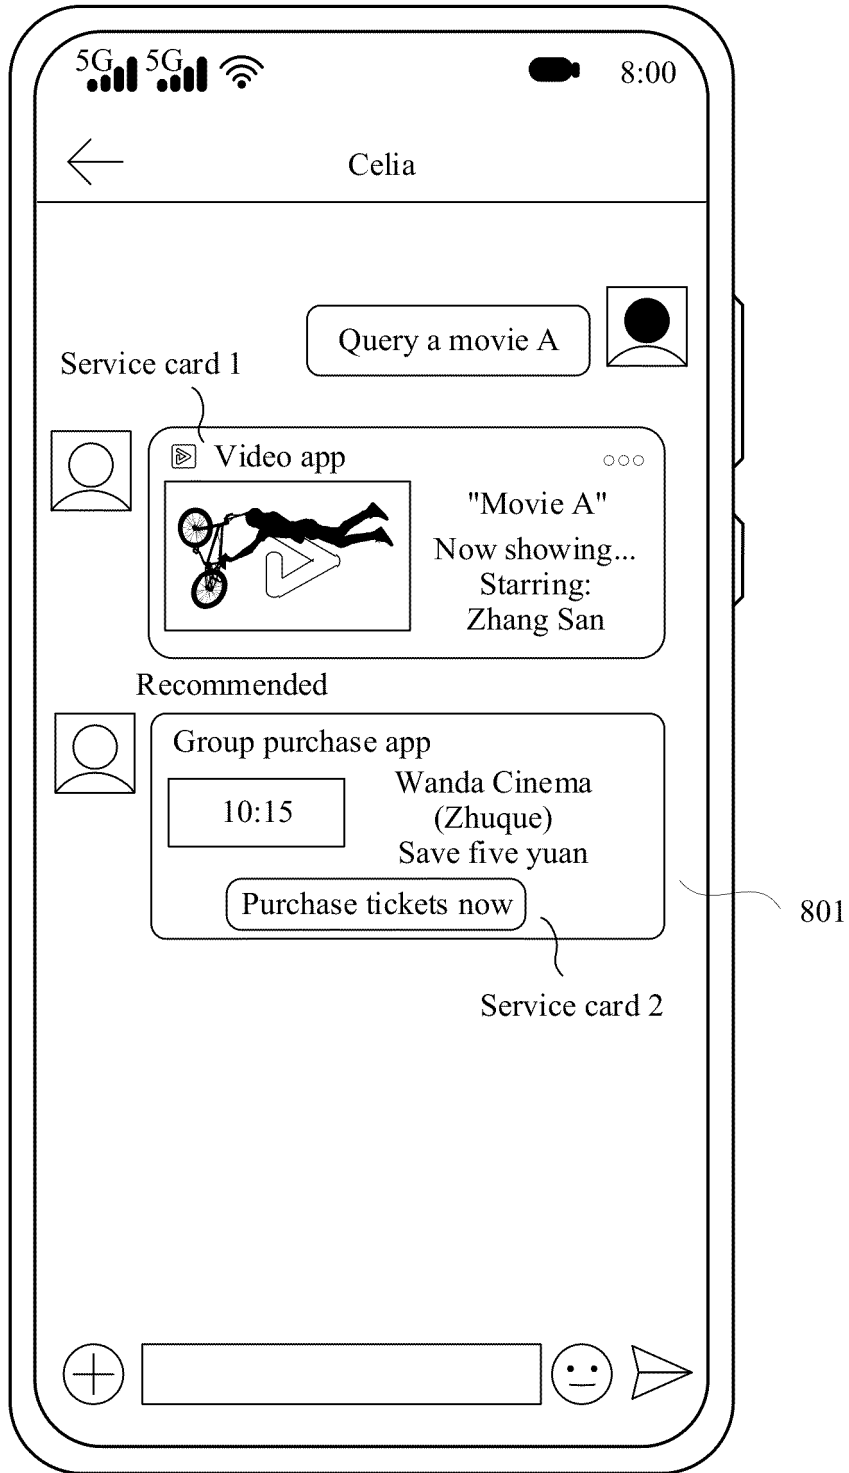 5G 5G 8:00
Celia
Query a movie A
Service card 1
Video app
"Movie A"
Now showing...
Starring:
Zhang San
Recommended
Group purchase app
10:15
Wanda Cinema
(Zhuque)
Save five yuan
Purchase tickets now
801
Service card 2